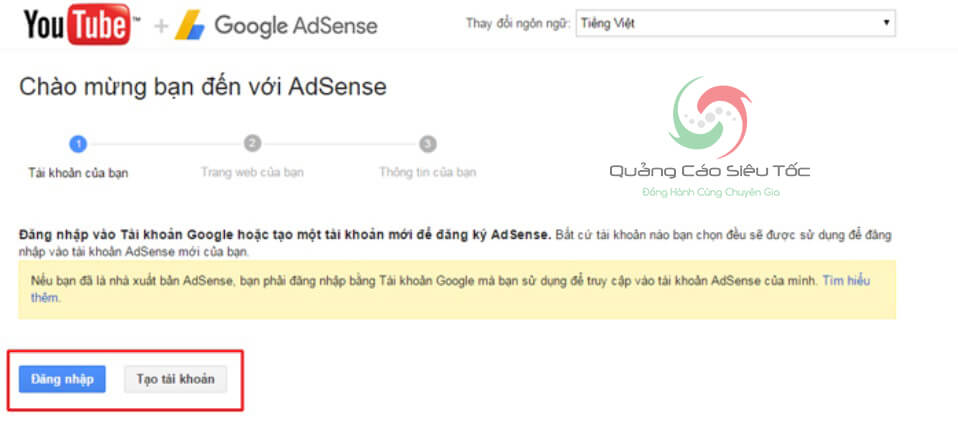 YouTube + Google AdSense Thay đổi ngôn ngữ: Tiếng Việt
Chào mừng bạn đến với AdSense
1 2 3
Tài khoản của bạn Trang web của bạn Thông tin của bạn
Quảng Cáo Siêu Tốc
Đồng Hành Cùng Chuyên Gia
Đăng nhập vào Tài khoản Google hoặc tạo một tài khoản mới để đăng ký AdSense. Bất cứ tài khoản nào bạn chọn đều sẽ được sử dụng để đăng
nhập vào tài khoản AdSense mới của bạn.
Nếu bạn đã là nhà xuất bản AdSense, bạn phải đăng nhập bằng Tài khoản Google mà bạn sử dụng để truy cập vào tài khoản AdSense của mình. Tìm hiểu
thêm.
Đăng nhập Tạo tài khoản